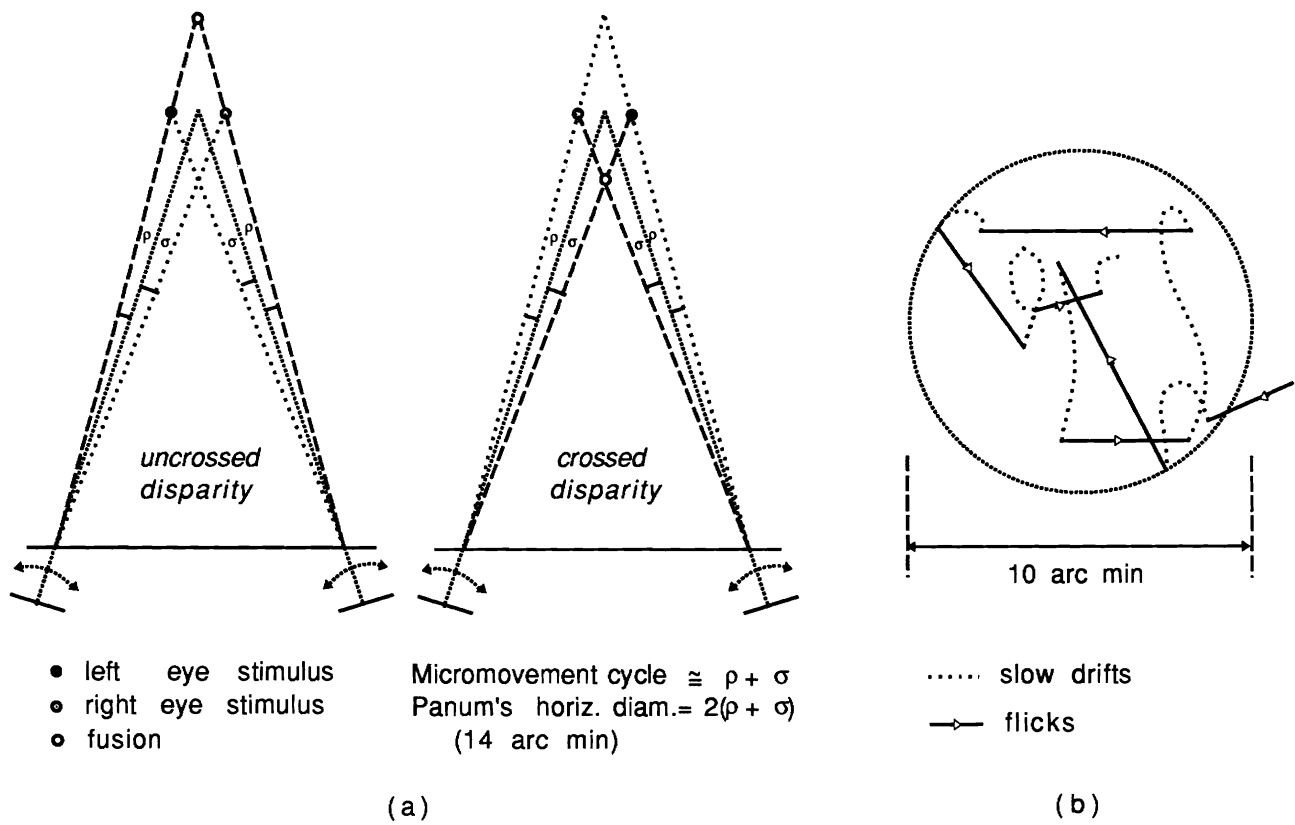 ρ σ σ ρ
ρ σ σ ρ
uncrossed
disparity
crossed
disparity
10 arc min
left eye stimulus
right eye stimulus
fusion
Micromovement cycle ≅ ρ + σ
Panum's horiz. diam.= 2(ρ + σ)
(14 arc min)
slow drifts
flicks
(a)
(b)